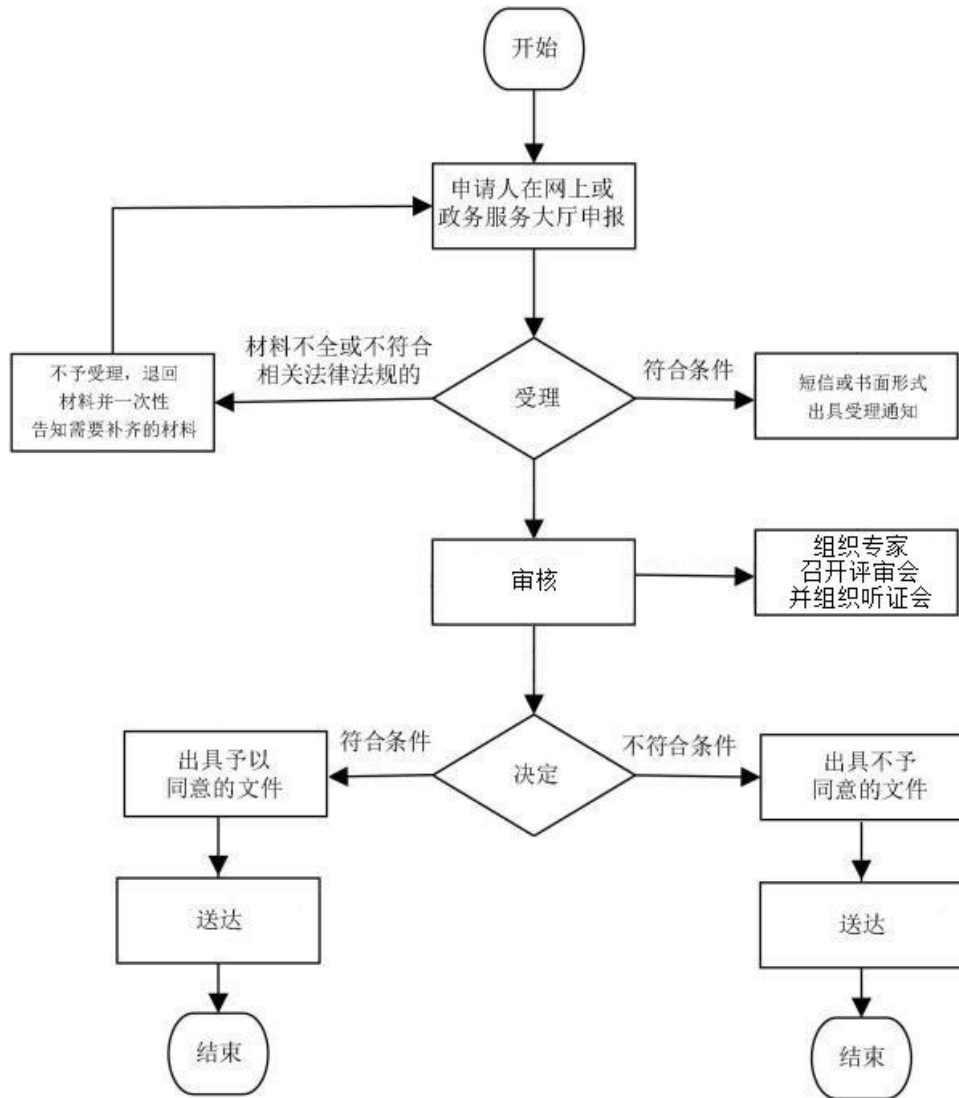 开始
申请人在网上或
政务服务大厅申报
材料不全或不符合
相关法律法规的
符合条件
不予受理，退回
材料并一次性
告知需要补齐的材料
受理
短信或书面形式
出具受理通知
审核
组织专家
召开评审会
并组织听证会
符合条件
不符合条件
出具予以
同意的文件
决定
出具不予
同意的文件
送达
送达
结束
结束